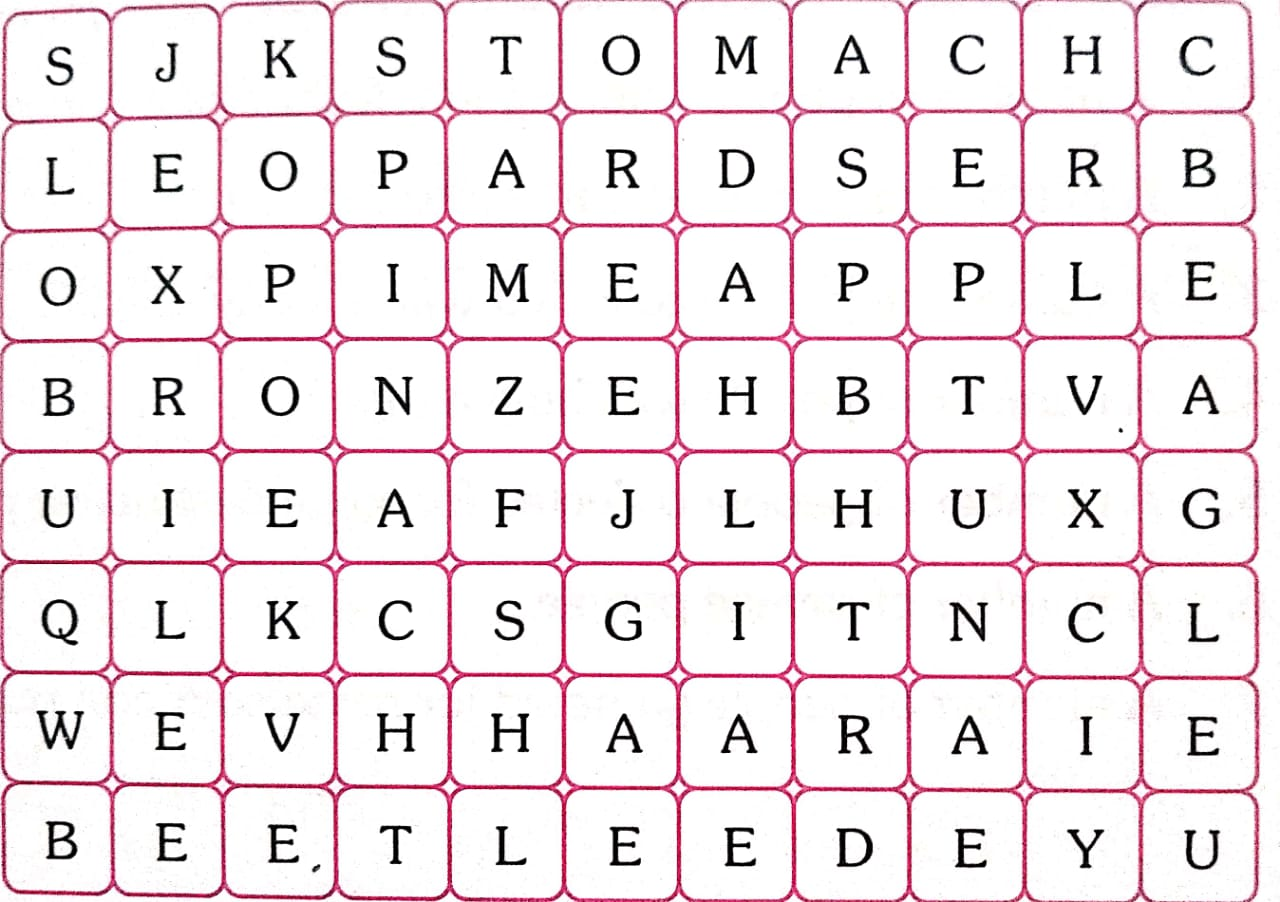 S J K S T O M A C H C
L E O P A R D S E R B
O X P I M E A P P L E
B R O N Z E H B T V A
U I E A F J L H U X G
Q L K C S G I T N C L
W E V H H A A R A I E
B E E T L E E D E Y U